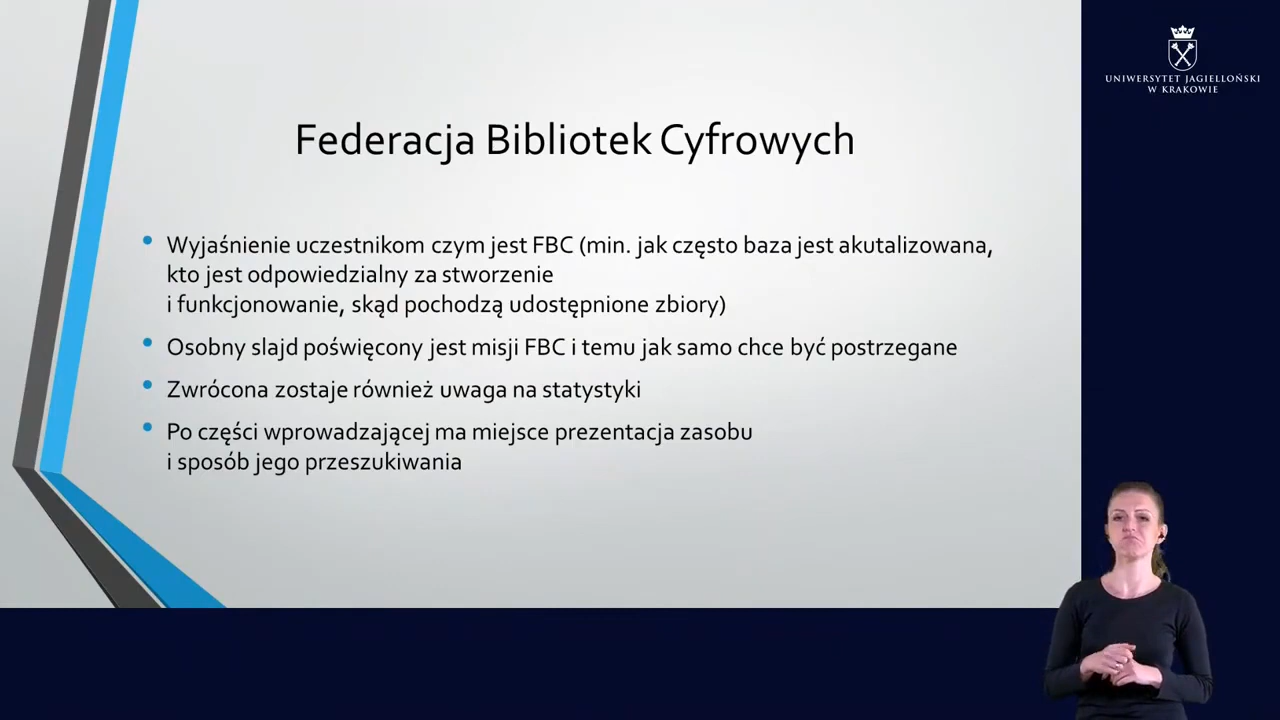 UNIWERSYTET JAGIELLOŃSKI
W KRAKOWIE
Federacja Bibliotek Cyfrowych
Wyjaśnienie uczestnikom czym jest FBC (min. jak często baza jest akutalizowana,
kto jest odpowiedzialny za stworzenie
i funkcjonowanie, skąd pochodzą udostępnione zbiory)
Osobny slajd poświęcony jest misji FBC i temu jak samo chce być postrzegane
Zwrócona zostaje również uwaga na statystyki
Po części wprowadzającej ma miejsce prezentacja zasobu
i sposób jego przeszukiwania